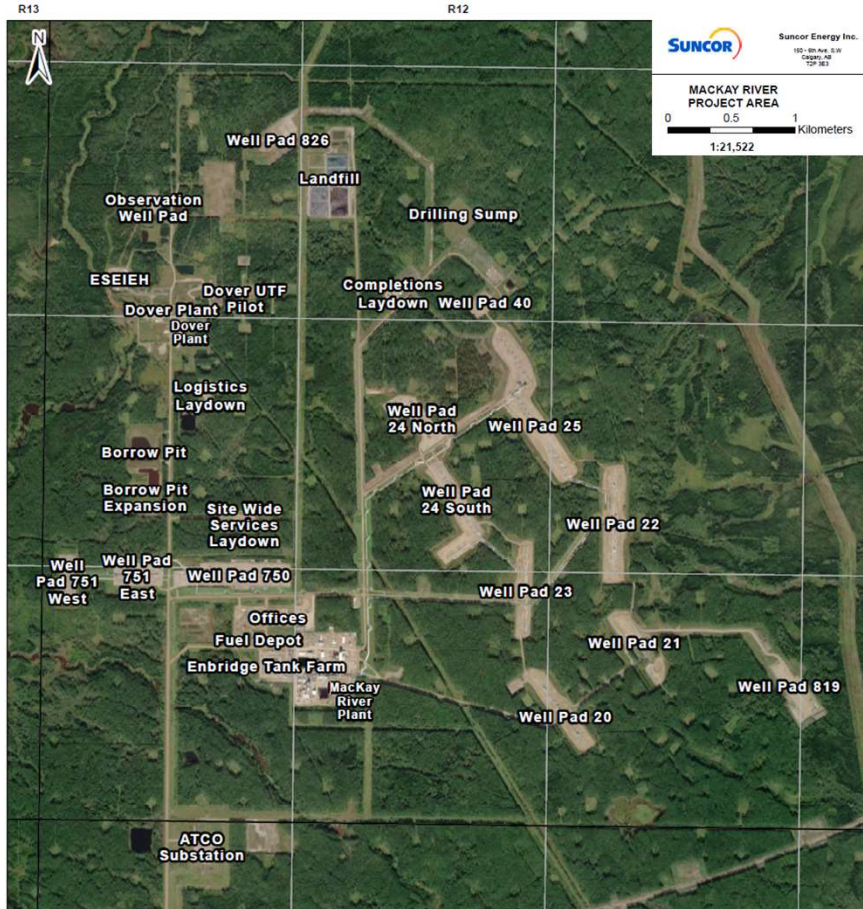 R13
R12
N
SUNCOR
Suncor Energy Inc.
150 - 6th Ave. S.W
Calgary, AB
T2P 3E3
MACKAY RIVER
PROJECT AREA
0 0.5 1
Kilometers
1:21,522
Well Pad 826
Landfill
Observation
Well Pad
Drilling Sump
ESEIEH
Dover UTF
Pilot
Completions
Laydown
Well Pad 40
Dover Plant
Dover
Plant
Logistics
Laydown
Well Pad
24 North
Well Pad 25
Borrow Pit
Borrow Pit
Expansion
Well Pad
24 South
Site Wide
Services
Laydown
Well Pad 22
Well
Pad 751
West
Well Pad
751
East
Well Pad 750
Well Pad 23
Offices
Fuel Depot
Enbridge Tank Farm
MacKay
River
Plant
Well Pad 21
Well Pad 819
Well Pad 20
ATCO
Substation